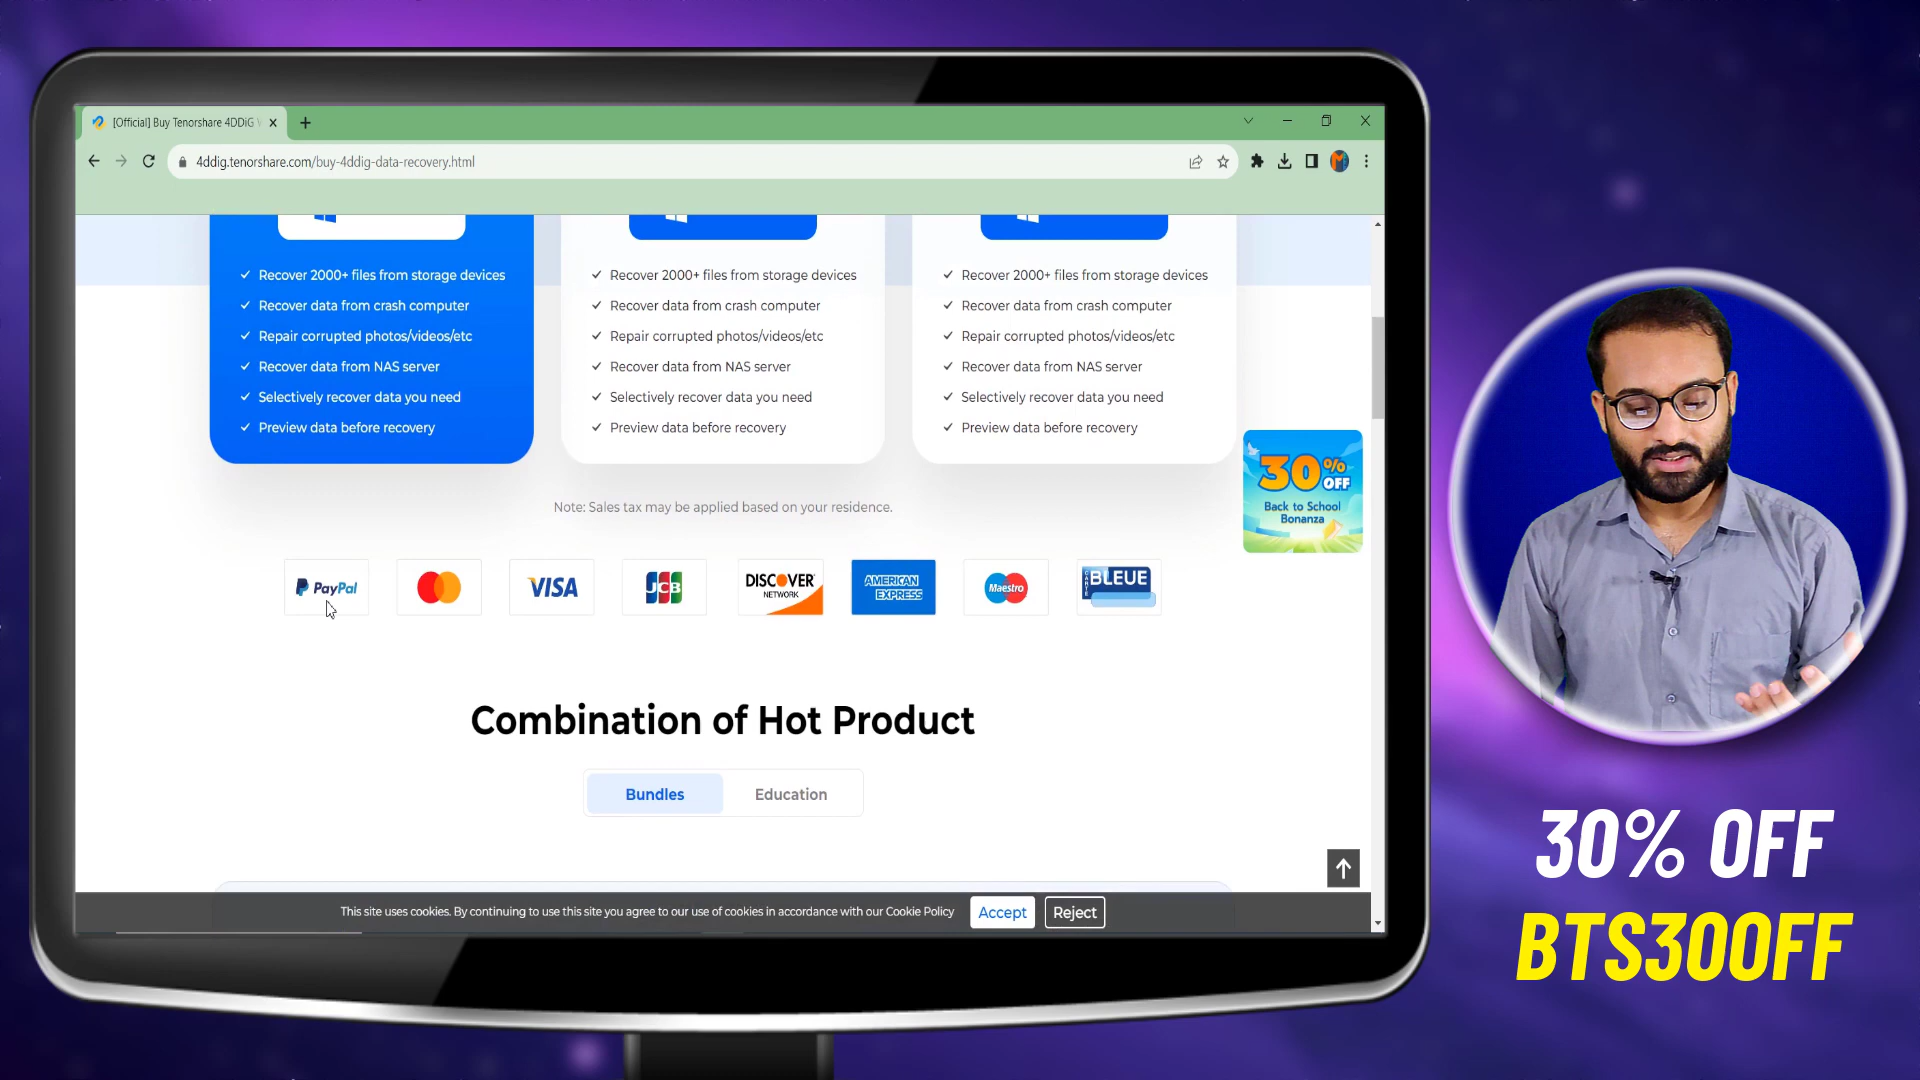 [Official] Buy Tenorshare 4DDiG
4ddig.tenorshare.com/buy-4ddig-data-recovery.html
✓ Recover 2000+ files from storage devices
✓ Recover data from crash computer
✓ Repair corrupted photos/videos/etc
✓ Recover data from NAS server
✓ Selectively recover data you need
✓ Preview data before recovery
✓ Recover 2000+ files from storage devices
✓ Recover data from crash computer
✓ Repair corrupted photos/videos/etc
✓ Recover data from NAS server
✓ Selectively recover data you need
✓ Preview data before recovery
✓ Recover 2000+ files from storage devices
✓ Recover data from crash computer
✓ Repair corrupted photos/videos/etc
✓ Recover data from NAS server
✓ Selectively recover data you need
✓ Preview data before recovery
30% OFF
Back to School
Bonanza
Note: Sales tax may be applied based on your residence.
PayPal
VISA
JCB
DISCOVER
NETWORK
AMERICAN
EXPRESS
Maestro
CARTE
BLEUE
Combination of Hot Product
Bundles
Education
This site uses cookies. By continuing to use this site you agree to our use of cookies in accordance with our Cookie Policy
Accept
Reject
30% OFF
BTS30OFF